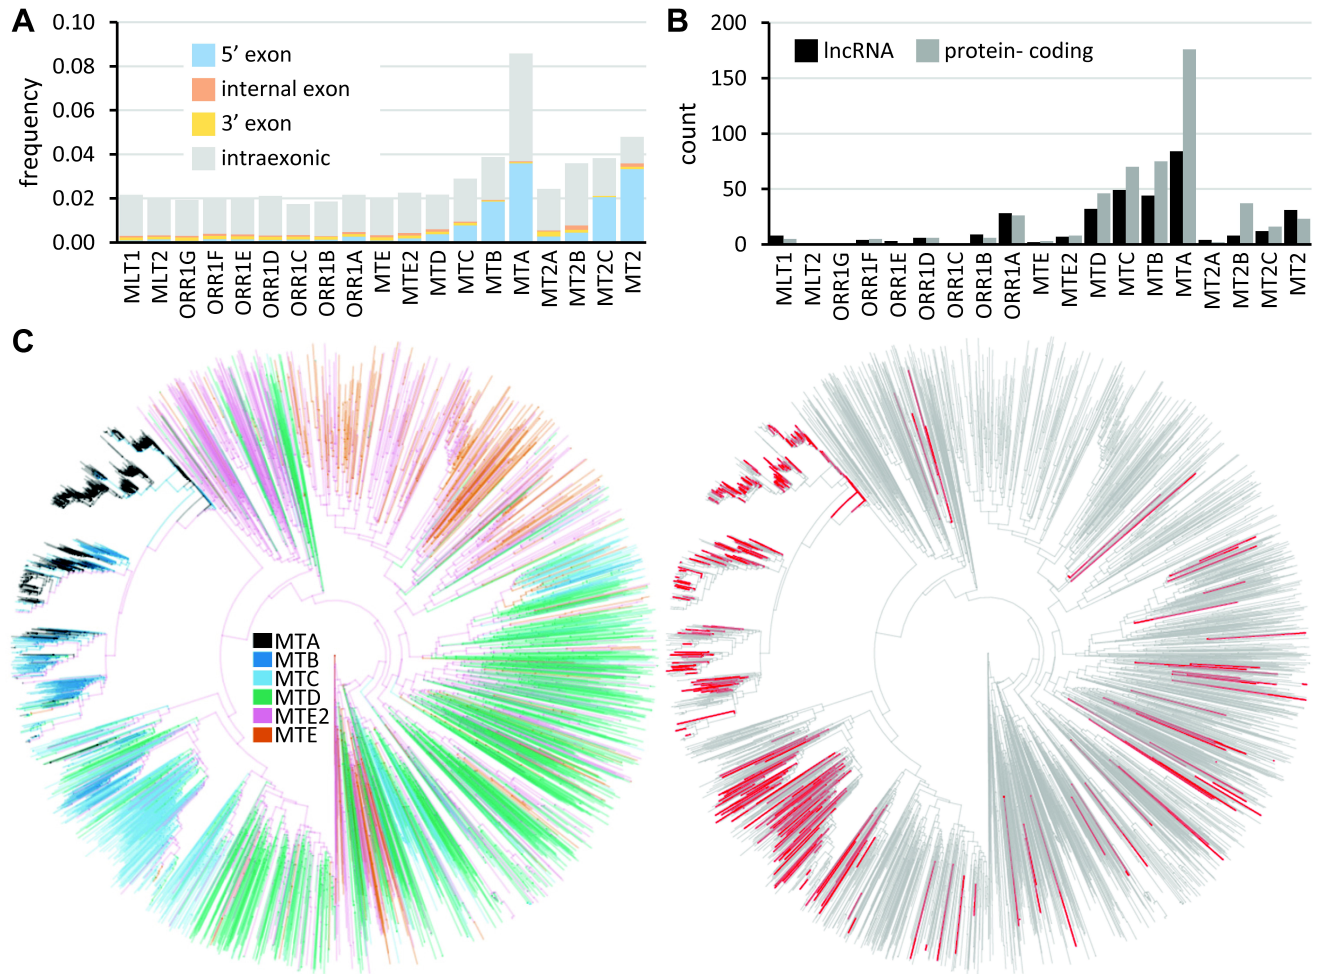 A
0.10
0.08
0.06
0.04
0.02
0.00
frequency
5’ exon
internal exon
3’ exon
intraexonic
MLT1
MLT2
ORR1G
ORR1F
ORR1E
ORR1D
ORR1C
ORR1B
ORR1A
MTE
MTE2
MTD
MTC
MTB
MTA
MT2A
MT2B
MT2C
MT2
B
200
150
100
50
0
count
lncRNA
protein- coding
MLT1
MLT2
ORR1G
ORR1F
ORR1E
ORR1D
ORR1C
ORR1B
ORR1A
MTE
MTE2
MTD
MTC
MTB
MTA
MT2A
MT2B
MT2C
MT2
C
MTA
MTB
MTC
MTD
MTE2
MTE